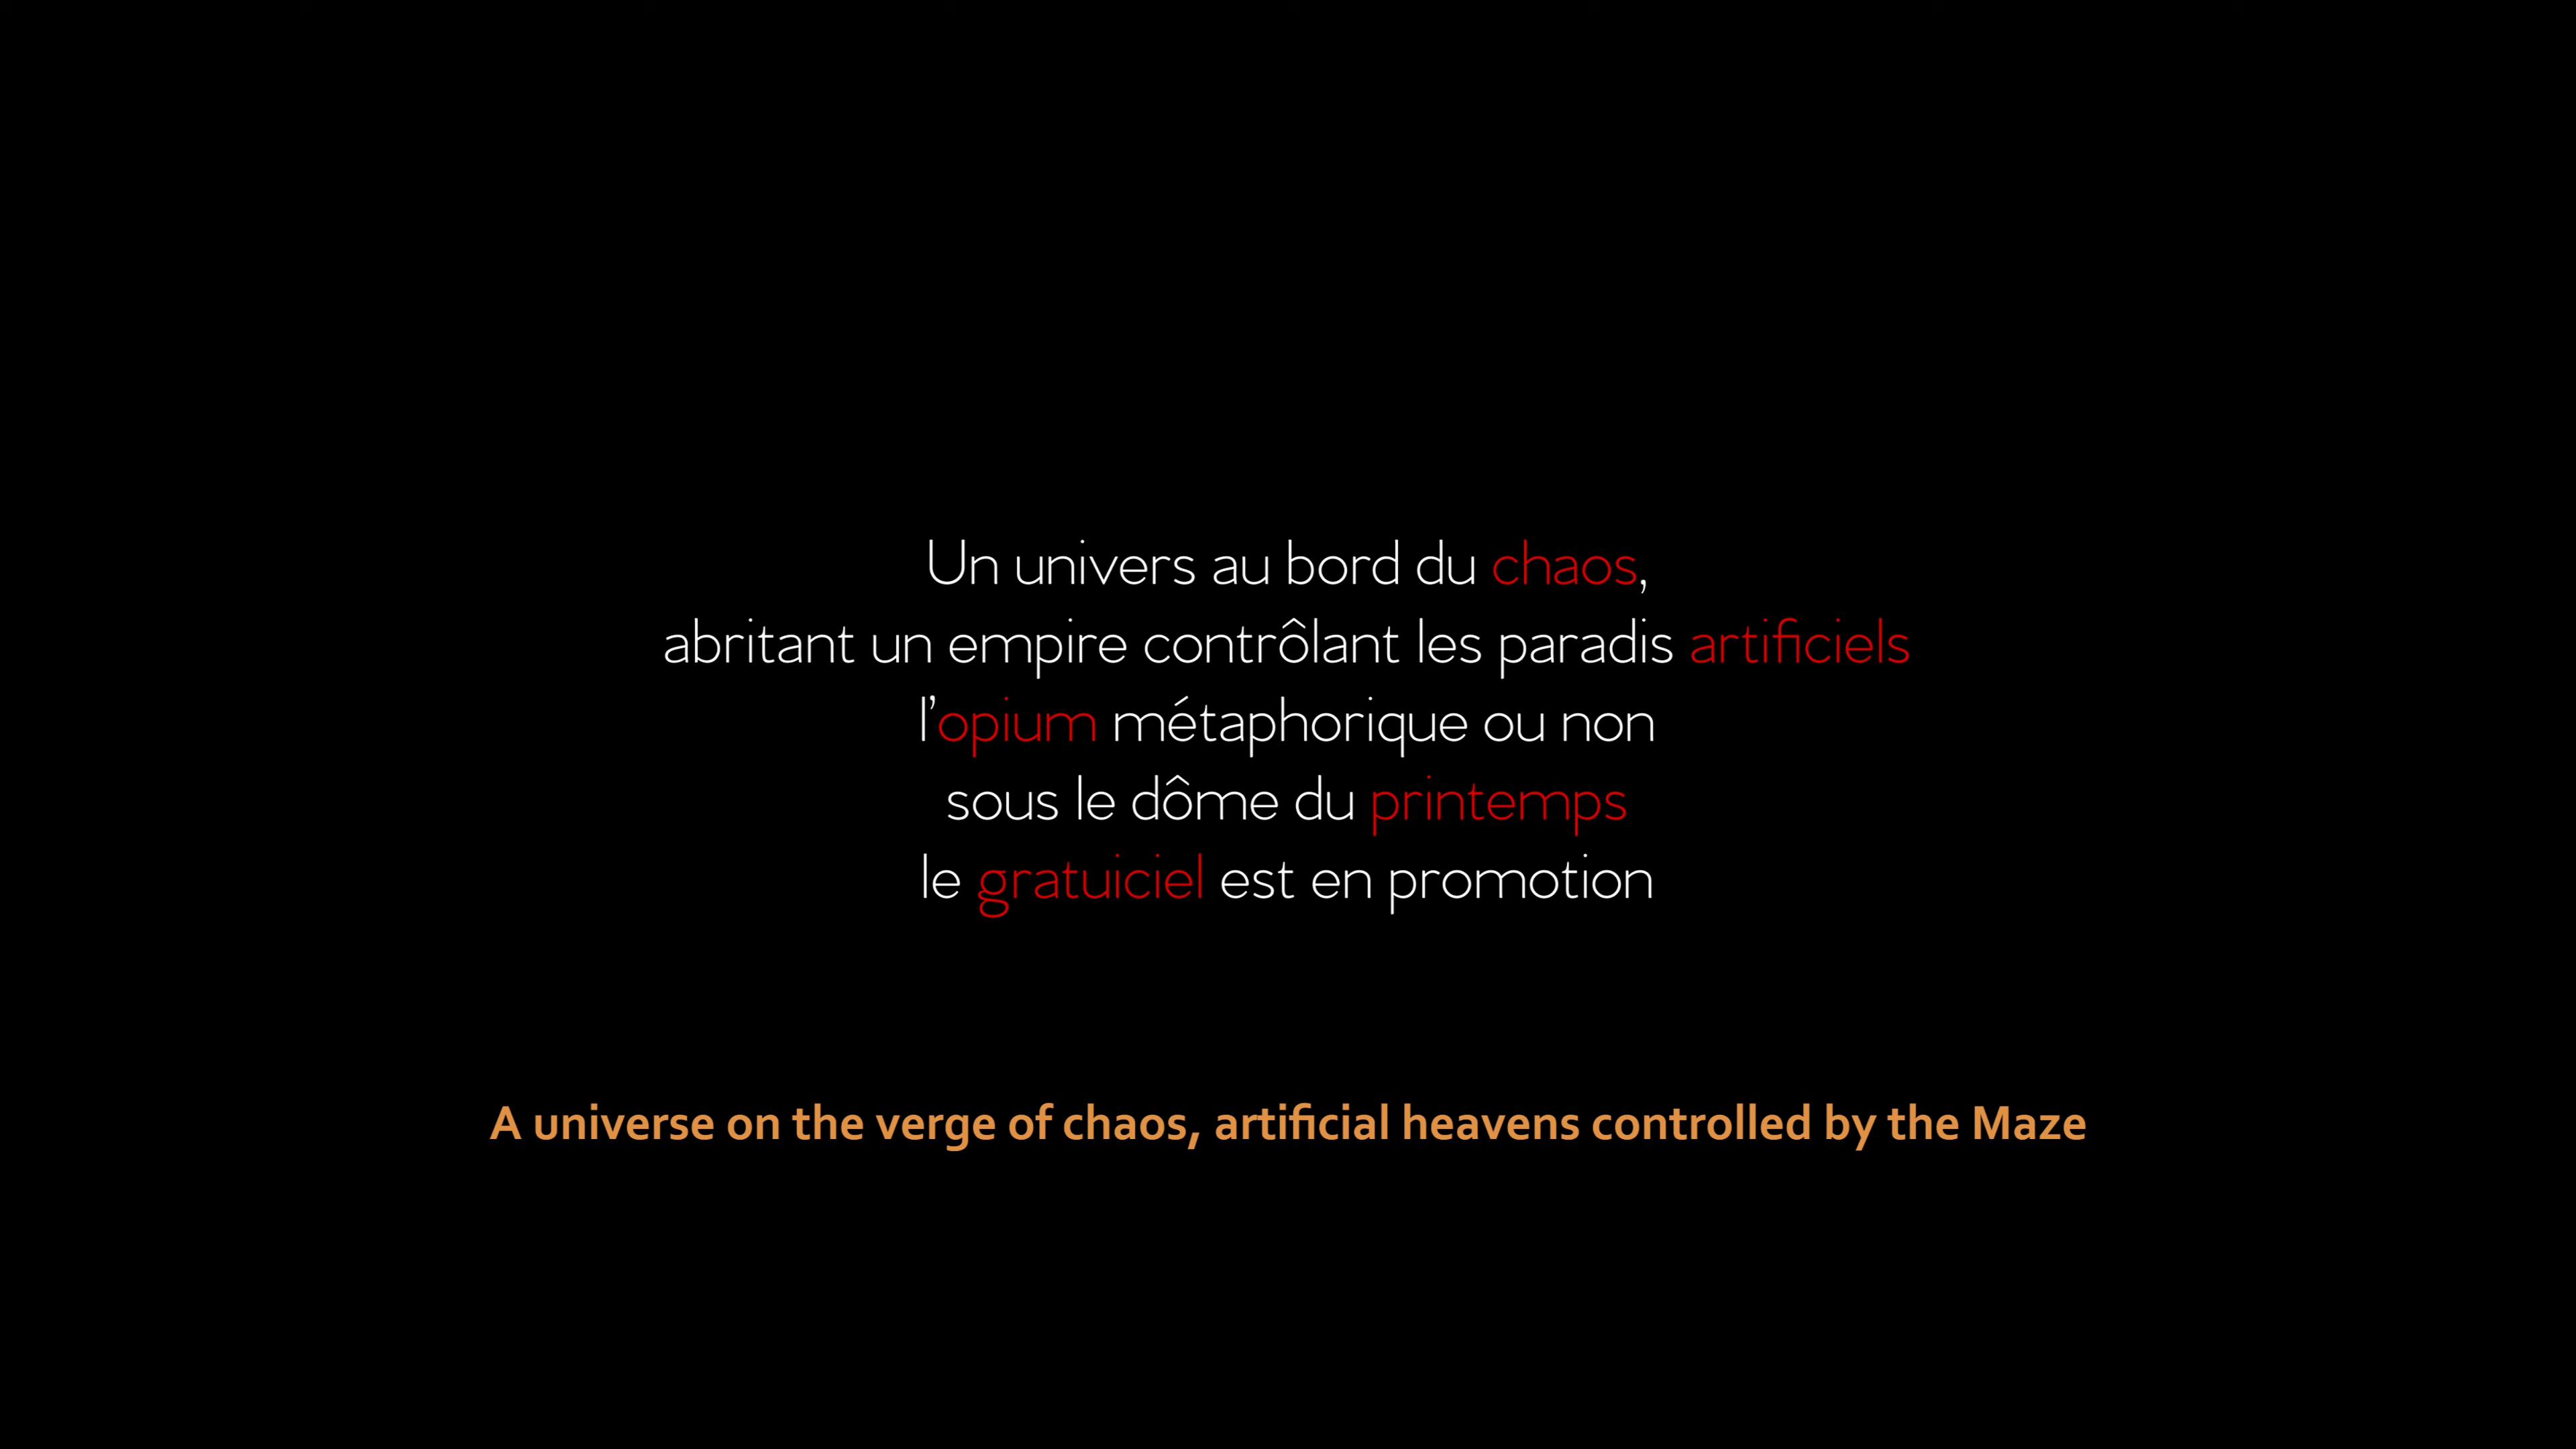 Un univers au bord du chaos,
abritant un empire contrôlant les paradis artificiels
l’opium métaphorique ou non
sous le dôme du printemps
le gratuiciel est en promotion
A universe on the verge of chaos, artificial heavens controlled by the Maze